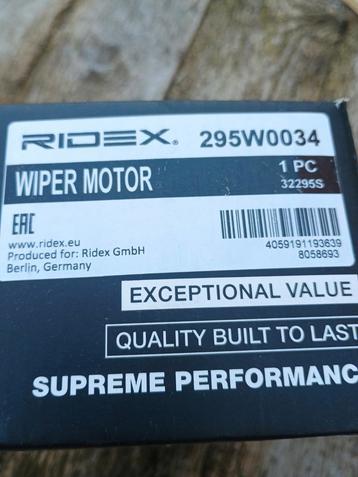 RIDEX® 295W0034
WIPER MOTOR
1 PC
32295S
EAC
www.ridex.eu
Produced for: Ridex GmbH
Berlin, Germany
4059191193639
8058693
EXCEPTIONAL VALUE
QUALITY BUILT TO LAST
SUPREME PERFORMANC